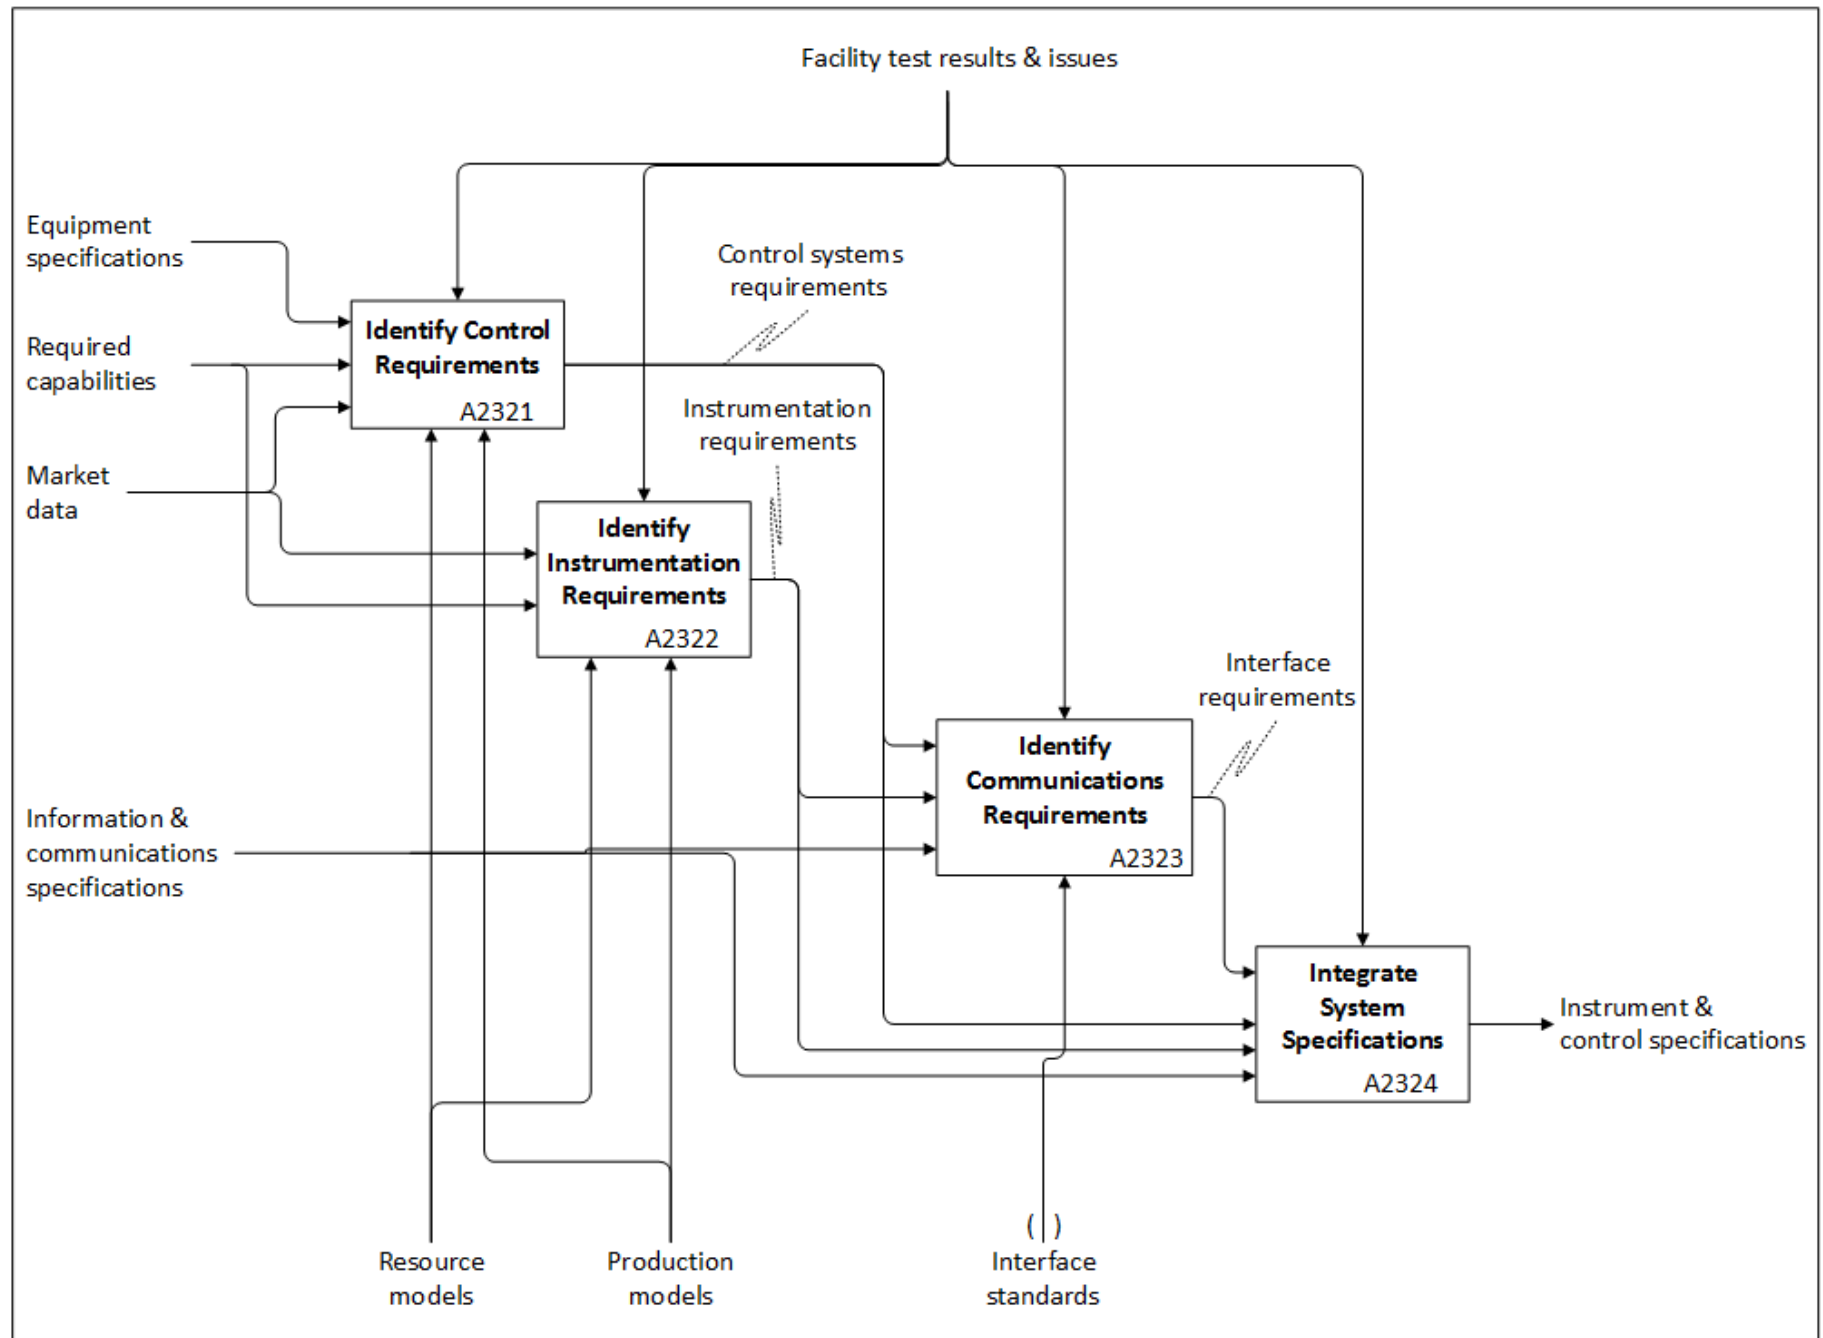 Facility test results & issues
Equipment
specifications
Control systems
requirements
Identify Control
Requirements
A2321
Required
capabilities
Instrumentation
requirements
Market
data
Identify
Instrumentation
Requirements
A2322
Interface
requirements
Identify
Communications
Requirements
A2323
Information &
communications
specifications
Integrate
System
Specifications
A2324
Instrument &
control specifications
( )
Resource
models
Production
models
Interface
standards